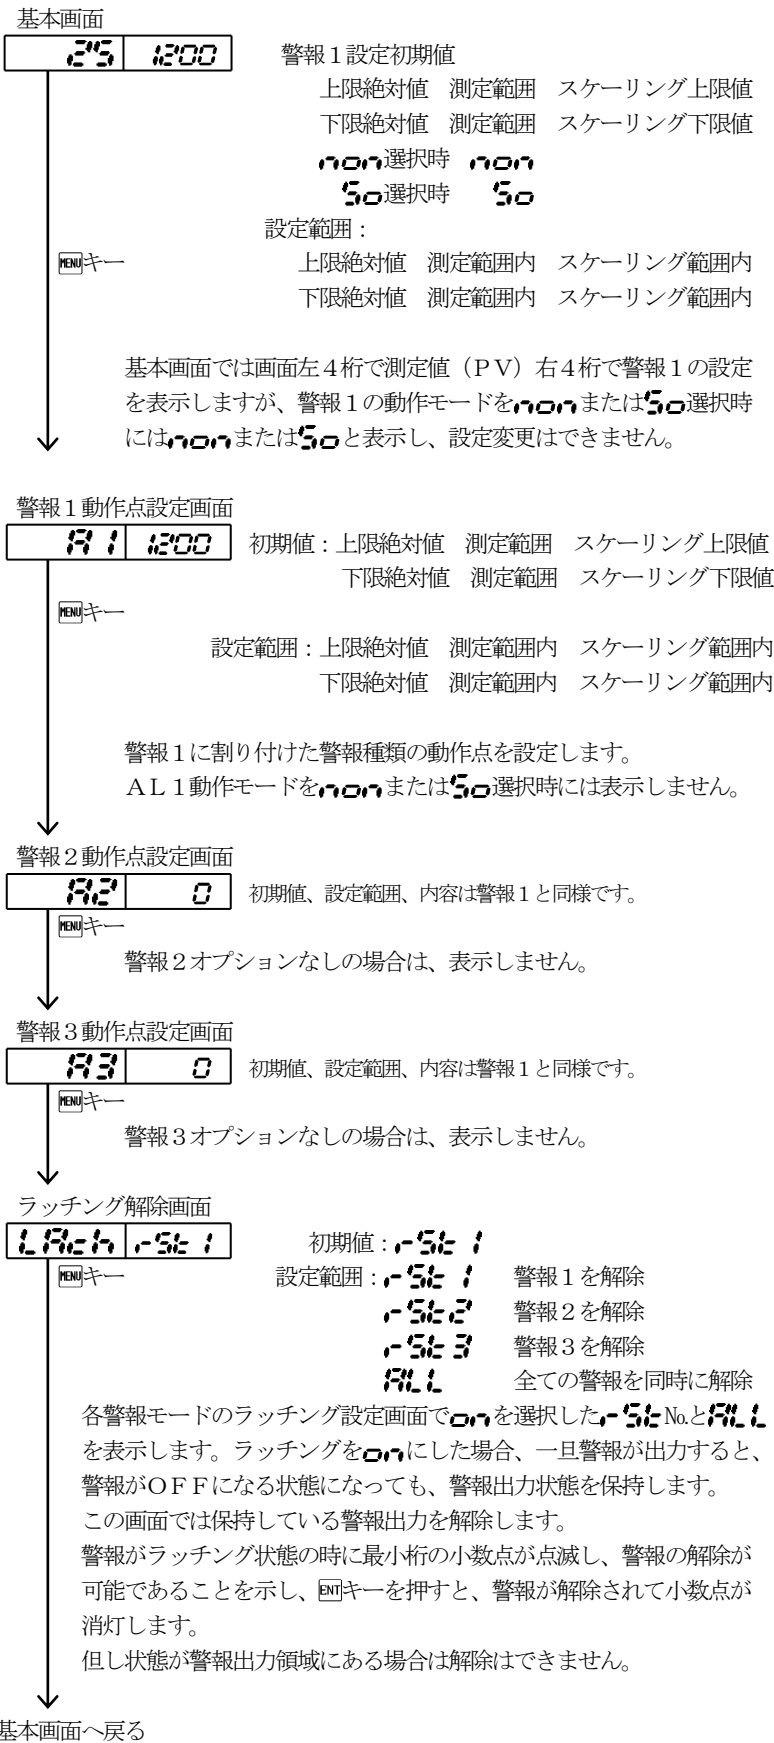 基本画面
25 1200 警報１設定初期値
上限絶対値　測定範囲　スケーリング上限値
下限絶対値　測定範囲　スケーリング下限値
non選択時　non
So選択時　So
設定範囲：
MENUキー 上限絶対値　測定範囲内　スケーリング範囲内
下限絶対値　測定範囲内　スケーリング範囲内
基本画面では画面左４桁で測定値（ＰＶ）右４桁で警報１の設定
を表示しますが、警報１の動作モードをnonまたはSo選択時
にはnonまたはSoと表示し、設定変更はできません。
警報１動作点設定画面
A1 1200 初期値：上限絶対値　測定範囲　スケーリング上限値
下限絶対値　測定範囲　スケーリング下限値
MENUキー
設定範囲：上限絶対値　測定範囲内　スケーリング範囲内
下限絶対値　測定範囲内　スケーリング範囲内
警報１に割り付けた警報種類の動作点を設定します。
ＡＬ１動作モードをnonまたはSo選択時には表示しません。
警報２動作点設定画面
A2 0 初期値、設定範囲、内容は警報１と同様です。
MENUキー
警報２オプションなしの場合は、表示しません。
警報３動作点設定画面
A3 0 初期値、設定範囲、内容は警報１と同様です。
MENUキー
警報３オプションなしの場合は、表示しません。
ラッチング解除画面
LAch rSt1 初期値：rSt1
MENUキー 設定範囲：rSt1 警報１を解除
rSt2 警報２を解除
rSt3 警報３を解除
ALL 全ての警報を同時に解除
各警報モードのラッチング設定画面でonを選択したrSt№とALL
を表示します。ラッチングをonにした場合、一旦警報が出力すると、
警報がＯＦＦになる状態になっても、警報出力状態を保持します。
この画面では保持している警報出力を解除します。
警報がラッチング状態の時に最小桁の小数点が点滅し、警報の解除が
可能であることを示し、ENTキーを押すと、警報が解除されて小数点が
消灯します。
但し状態が警報出力領域にある場合は解除はできません。
基本画面へ戻る